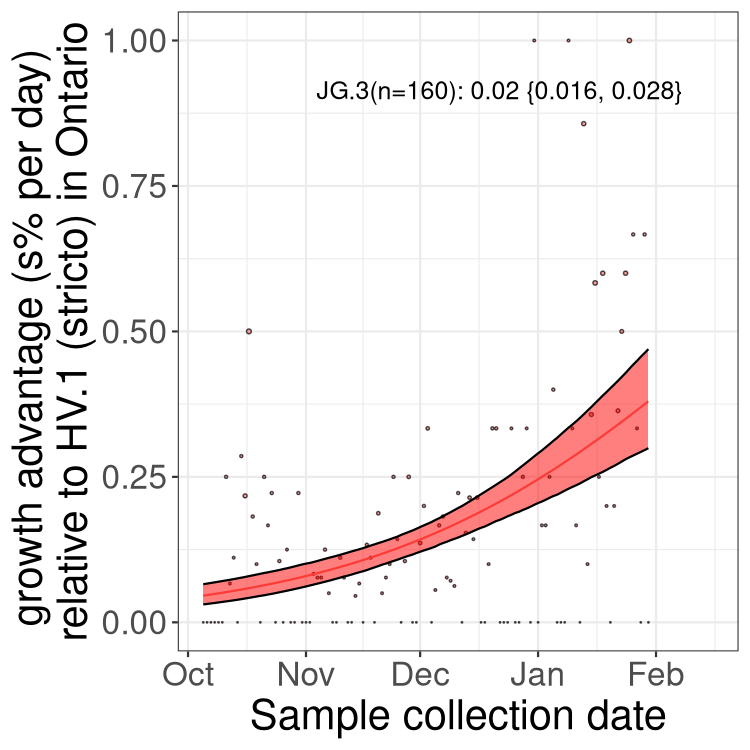 growth advantage (s% per day)
relative to HV.1 (stricto) in Ontario
1.00
JG.3(n=160): 0.02 {0.016, 0.028}
0.75
0.50
0.25
0.00
Oct Nov Dec Jan Feb
Sample collection date